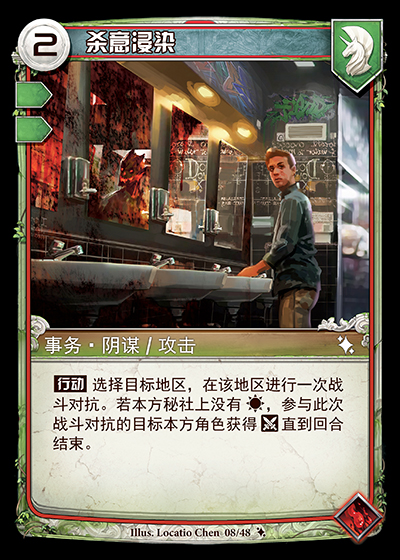 2
杀意浸染
事务·阴谋/攻击
行动 选择目标地区，在该地区进行一次战
斗对抗。若本方秘社上没有 ，参与此次
战斗对抗的目标本方角色获得 直到回合
结束。
Illus. Locatio Chen 08/48